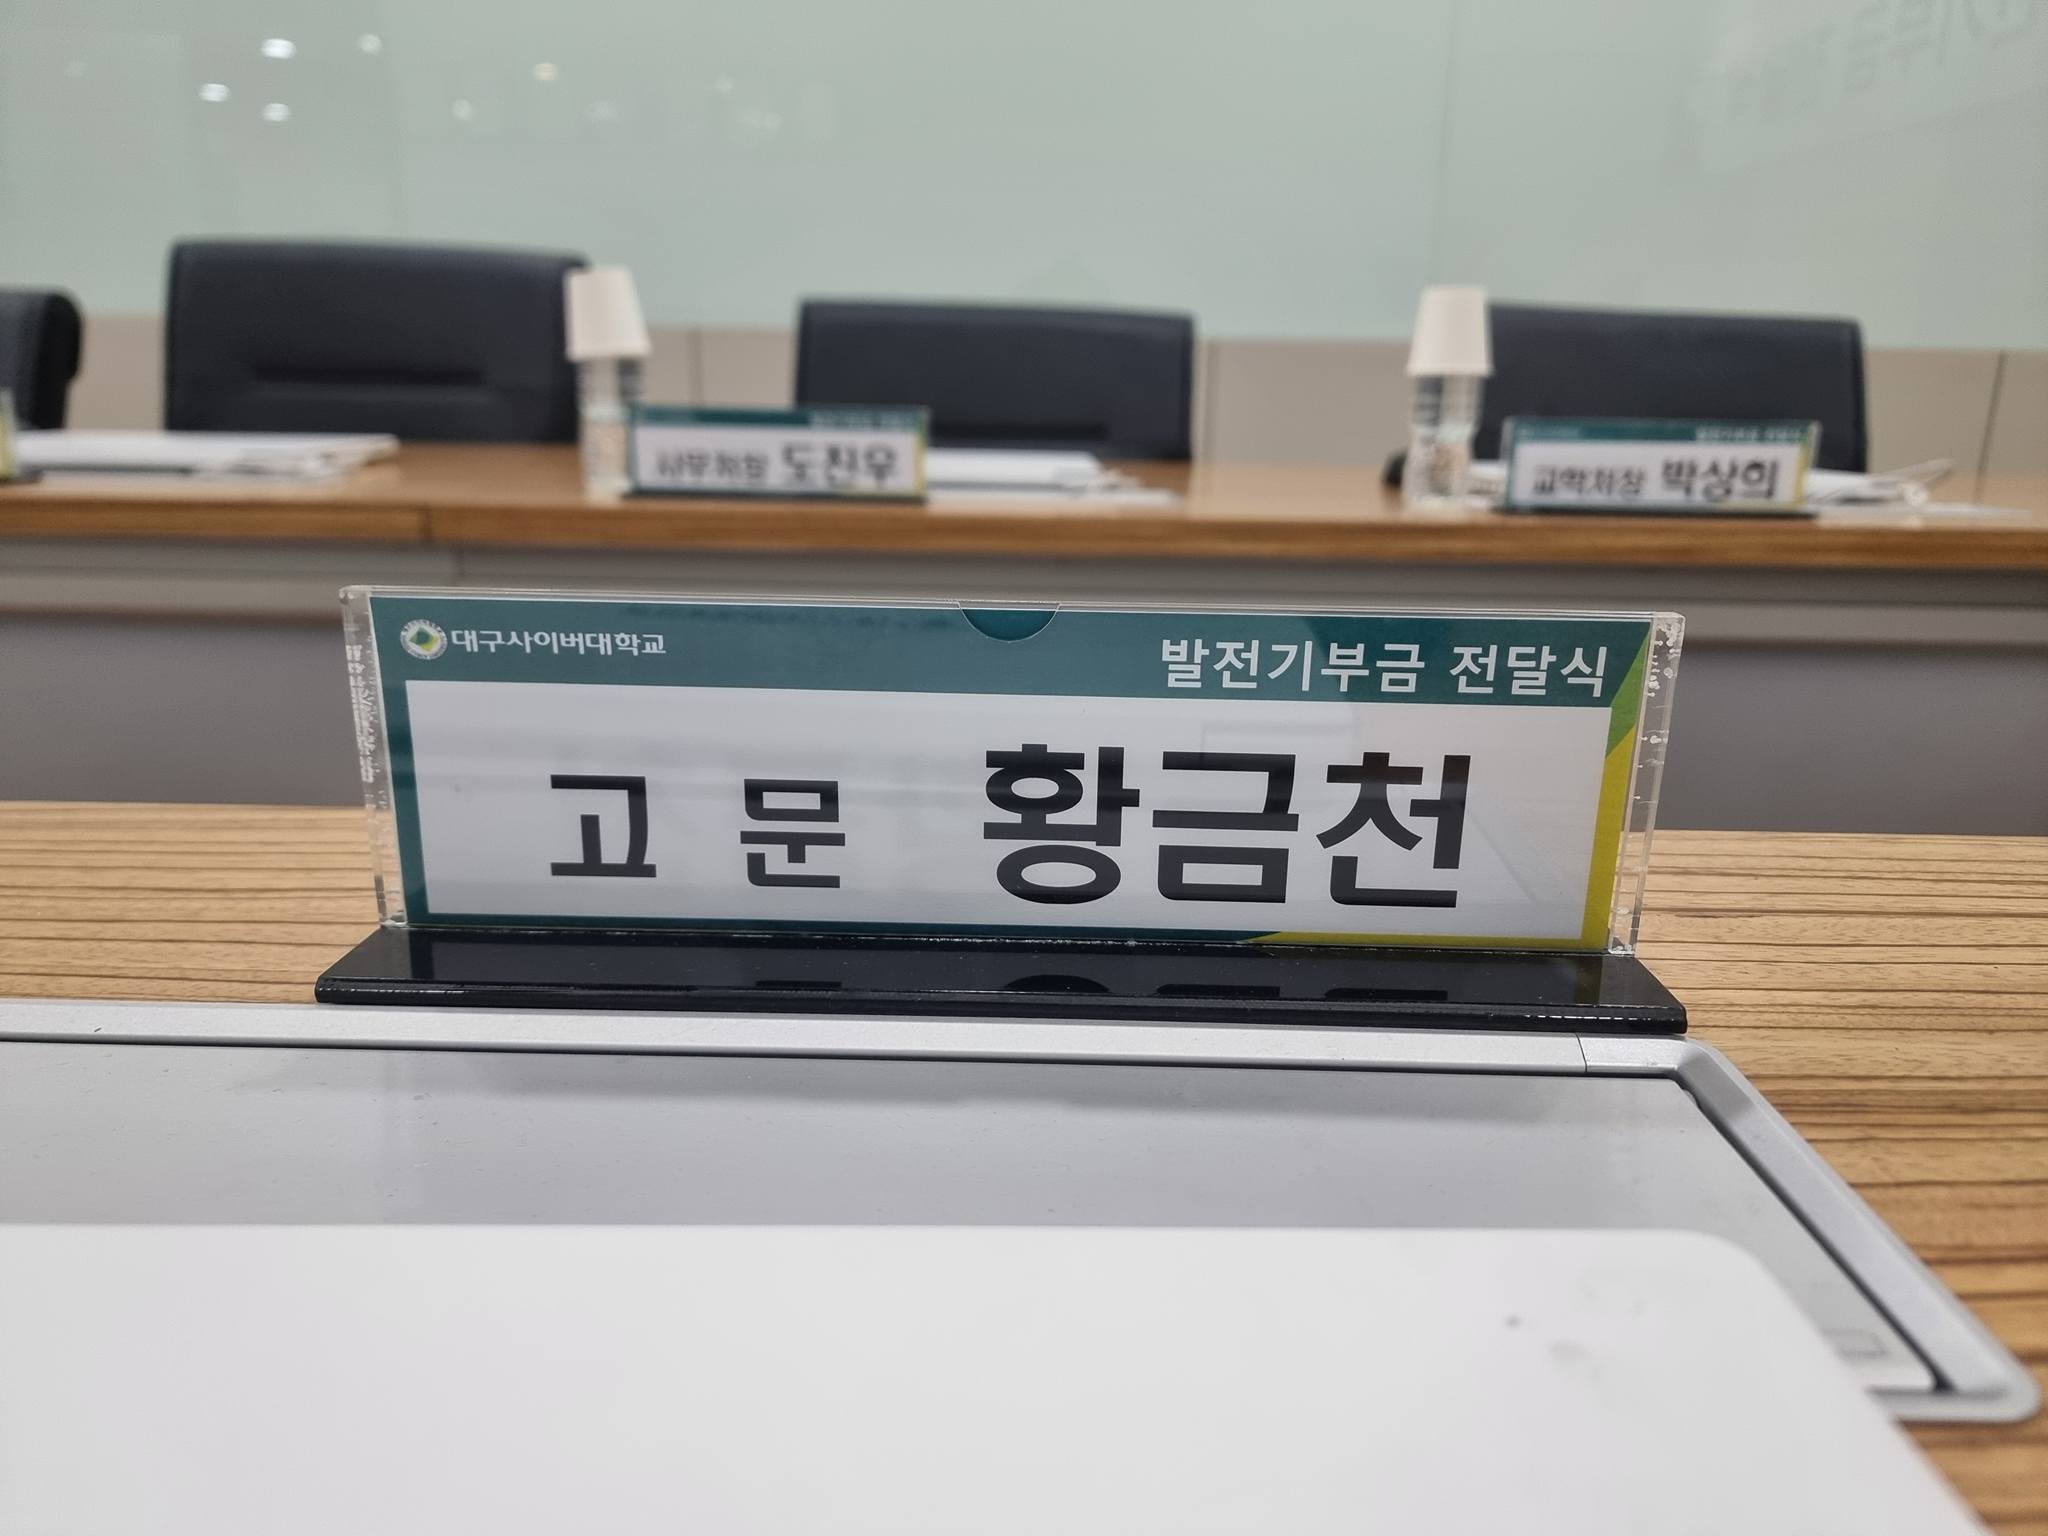 사무처장 도진우
교학처장 박상희
대구사이버대학교
발전기부금 전달식
고 문 황금천